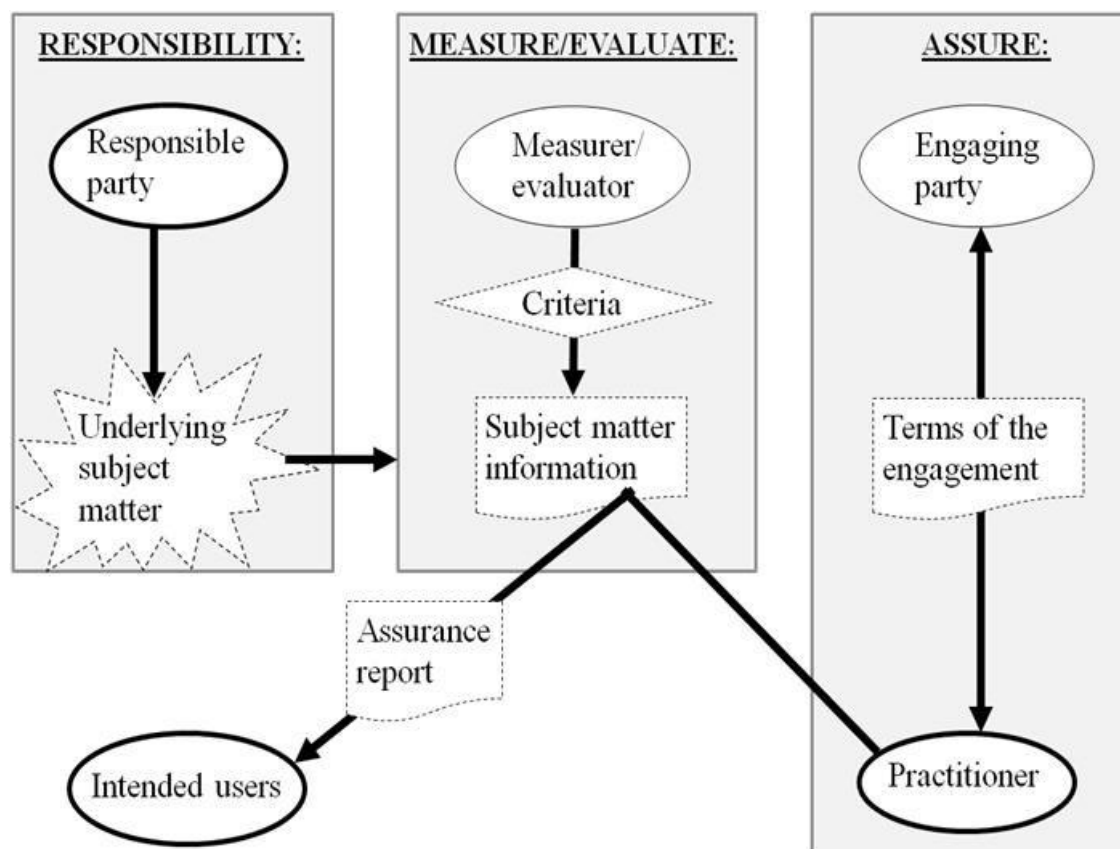 RESPONSIBILITY:
Responsible
party
Underlying
subject
matter
MEASURE/EVALUATE:
Measurer/
evaluator
Criteria
Subject matter
information
ASSURE:
Engaging
party
Terms of the
engagement
Assurance
report
Intended users
Practitioner